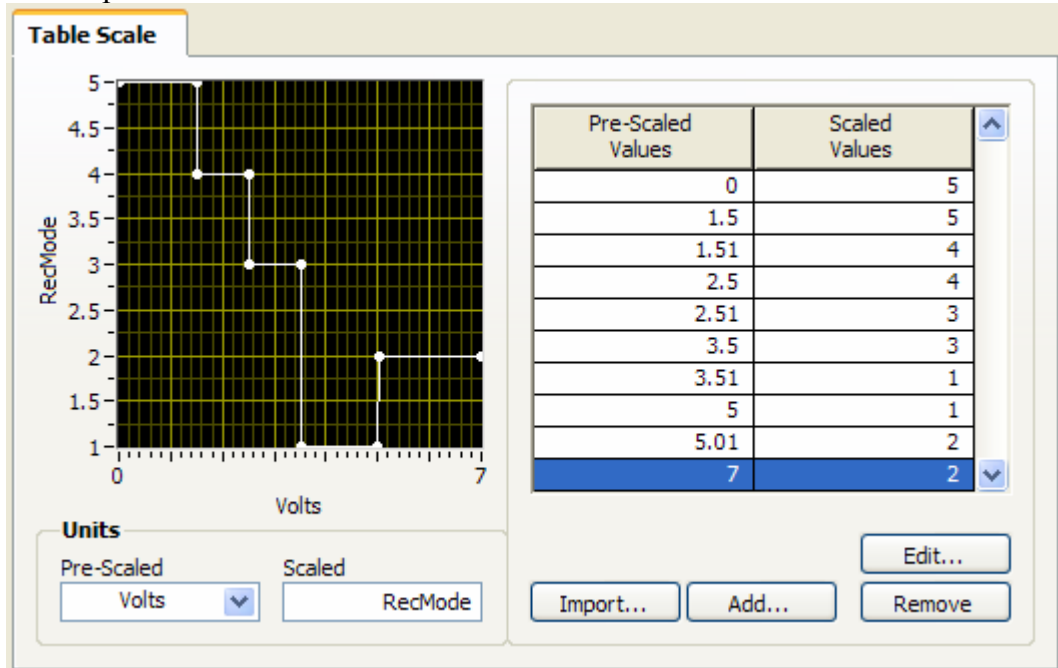 Table Scale
5
4.5
4
3.5
3
2.5
2
1.5
1
RecMode
0 7
Volts
Pre-Scaled Values Scaled Values
0 5
1.5 5
1.51 4
2.5 4
2.51 3
3.5 3
3.51 1
5 1
5.01 2
7 2
Units
Pre-Scaled Scaled
Volts RecMode
Edit...
Import... Add... Remove